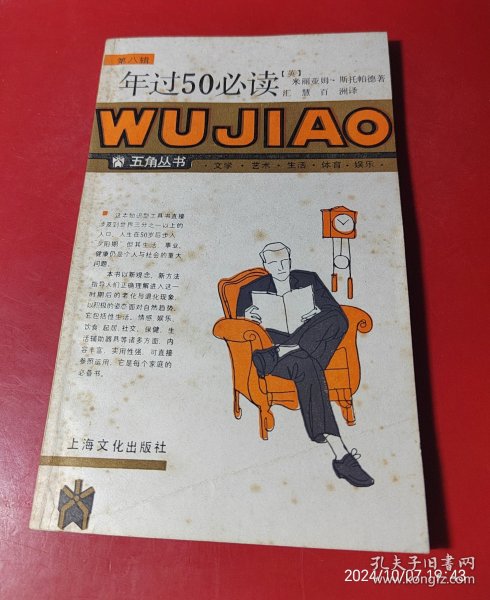 第八辑
年过50必读
【英】
米丽亚姆·斯托帕德著
汇慧百洲译
WUJIAO
五角丛书
·文学·艺术·生活·体育·娱乐·
■ 这本知识型工具书直接
涉及到世界三分之一以上的
人口。人生在50岁后步入
夕阳期,但其生活、事业、
健康仍是个人与社会的重大
问题。
本书以新观念、新方法
指导人们正确理解进入这一
时期后的老化与退化现象,
以积极的姿态面对自然趋势。
它包括性生活、情感、娱乐、
饮食、起居、社交、保健、生
活辅助器具等诸多方面,内
容丰富,实用性强,可直接
参照运用,它是每个家庭的
必备书。
上海文化出版社
孔夫子旧书网
2024/10/07 19:43
www.kongfz.com